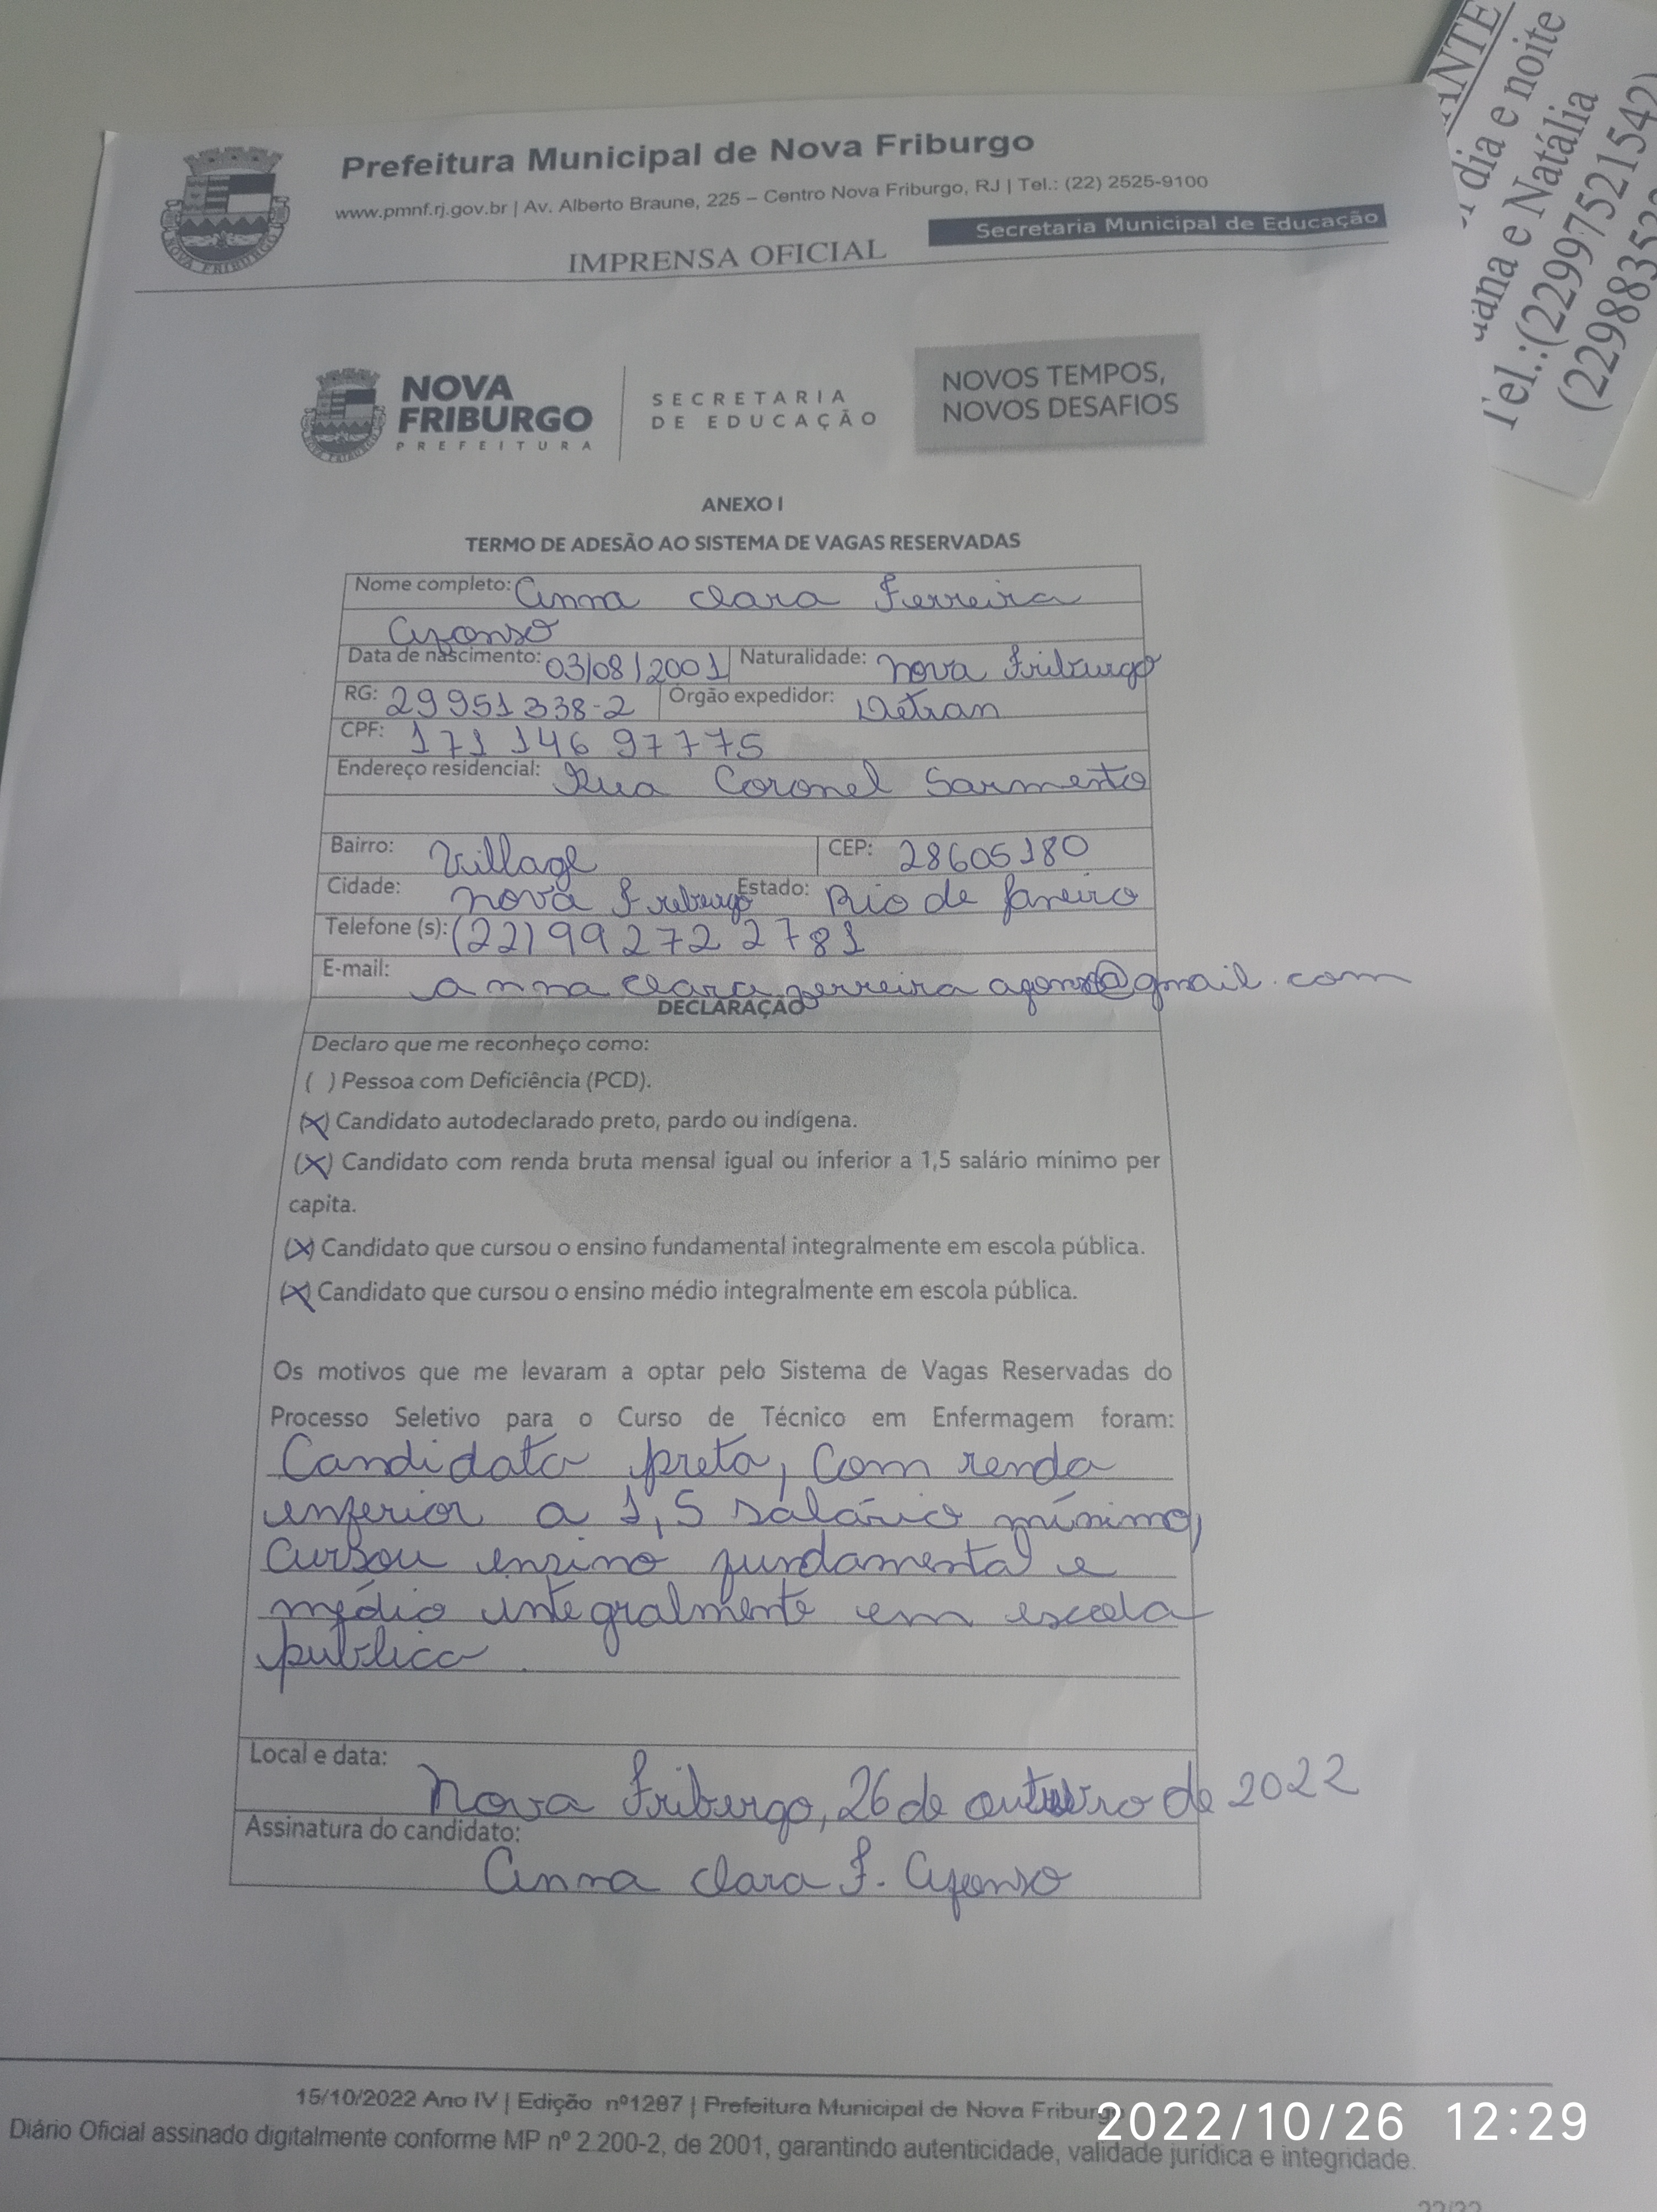 Prefeitura Municipal de Nova Friburgo
www.pmnf.rj.gov.br | Av. Alberto Braune, 225 – Centro Nova Friburgo, RJ | Tel.: (22) 2525-9100
Secretaria Municipal de Educação
IMPRENSA OFICIAL
NOVA FRIBURGO
NOVA
FRIBURGO
PREFEITURA
SECRETARIA
DE EDUCAÇÃO
NOVOS TEMPOS,
NOVOS DESAFIOS
ANEXO I
TERMO DE ADESÃO AO SISTEMA DE VAGAS RESERVADAS
Nome completo: Anna Clara Ferreira
Afonso
Data de nascimento: 03/08/2001 Naturalidade: Nova Friburgo
RG: 29951338-2 Órgão expedidor: Detran
CPF: 171 146 97775
Endereço residencial: Rua Coronel Sarmento
Bairro: Village CEP: 28605180
Cidade: Nova Friburgo Estado: Rio de Janeiro
Telefone (s): (22) 99272 2781
E-mail: anna clara ferreira afonso@gmail.com
DECLARAÇÃO
Declaro que me reconheço como:
( ) Pessoa com Deficiência (PCD).
(X) Candidato autodeclarado preto, pardo ou indígena.
(X) Candidato com renda bruta mensal igual ou inferior a 1,5 salário mínimo per
capita.
(X) Candidato que cursou o ensino fundamental integralmente em escola pública.
(X) Candidato que cursou o ensino médio integralmente em escola pública.
Os motivos que me levaram a optar pelo Sistema de Vagas Reservadas do
Processo Seletivo para o Curso de Técnico em Enfermagem foram:
Candidata preta, com renda
inferior a 1,5 salário mínimo,
cursou ensino fundamental e
médio integralmente em escola
publica.
Local e data: Nova Friburgo, 26 de outubro de 2022
Assinatura do candidato:
Anna Clara F. Afonso
15/10/2022 Ano IV | Edição nº1287 | Prefeitura Municipal de Nova Friburgo
Diário Oficial assinado digitalmente conforme MP nº 2.200-2, de 2001, garantindo autenticidade, validade jurídica e integridade.
2022/10/26 12:29
dia e noite
e Natália
Tel.:(22997521542)